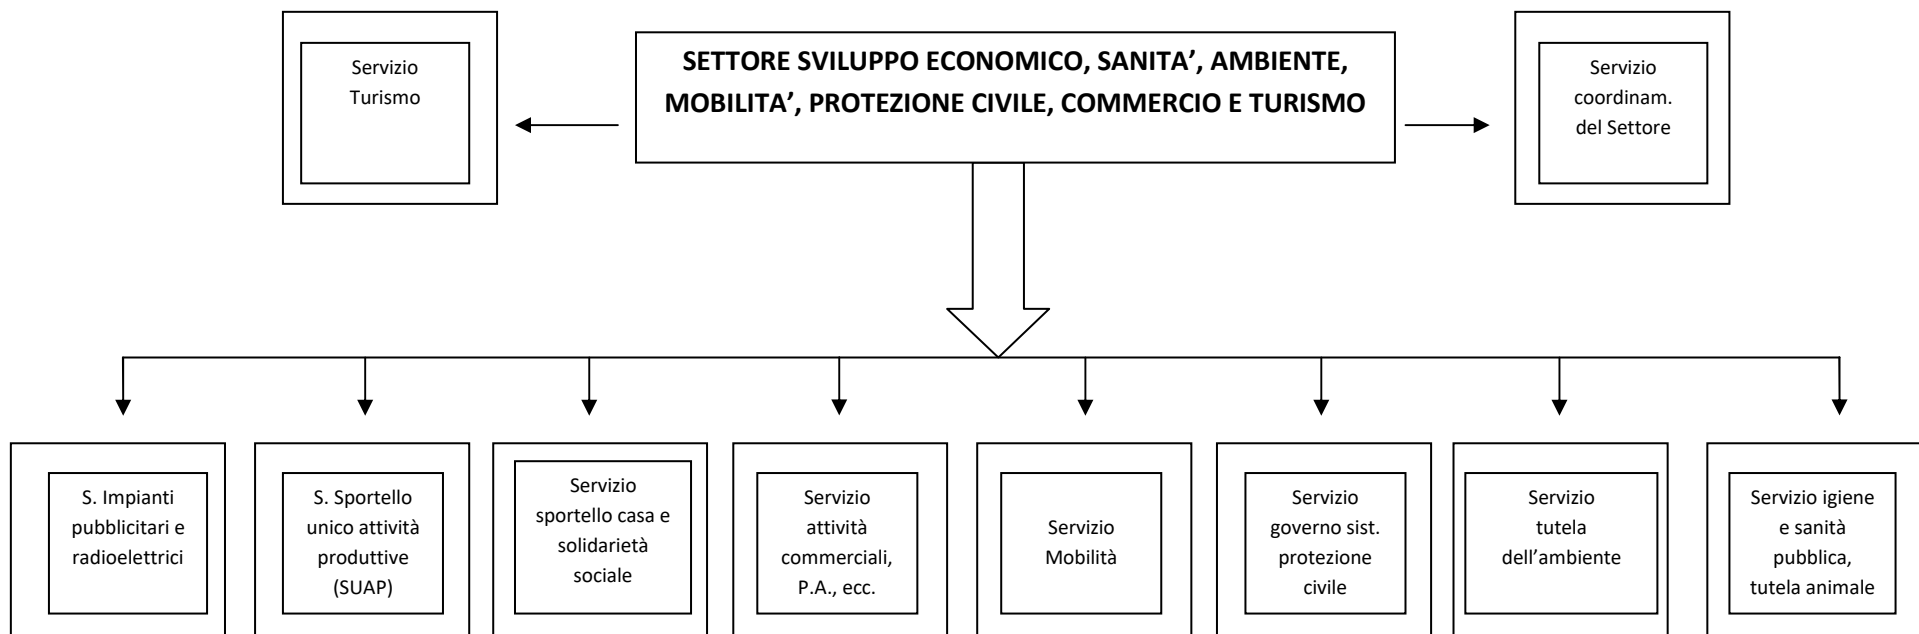 Servizio
Turismo
SETTORE SVILUPPO ECONOMICO, SANITA’, AMBIENTE,
MOBILITA’, PROTEZIONE CIVILE, COMMERCIO E TURISMO
Servizio
coordinam.
del Settore
S. Impianti
pubblicitari e
radioelettrici
S. Sportello
unico attività
produttive
(SUAP)
Servizio
sportello casa e
solidarietà
sociale
Servizio
attività
commerciali,
P.A., ecc.
Servizio
Mobilità
Servizio
governo sist.
protezione
civile
Servizio
tutela
dell’ambiente
Servizio igiene
e sanità
pubblica,
tutela animale